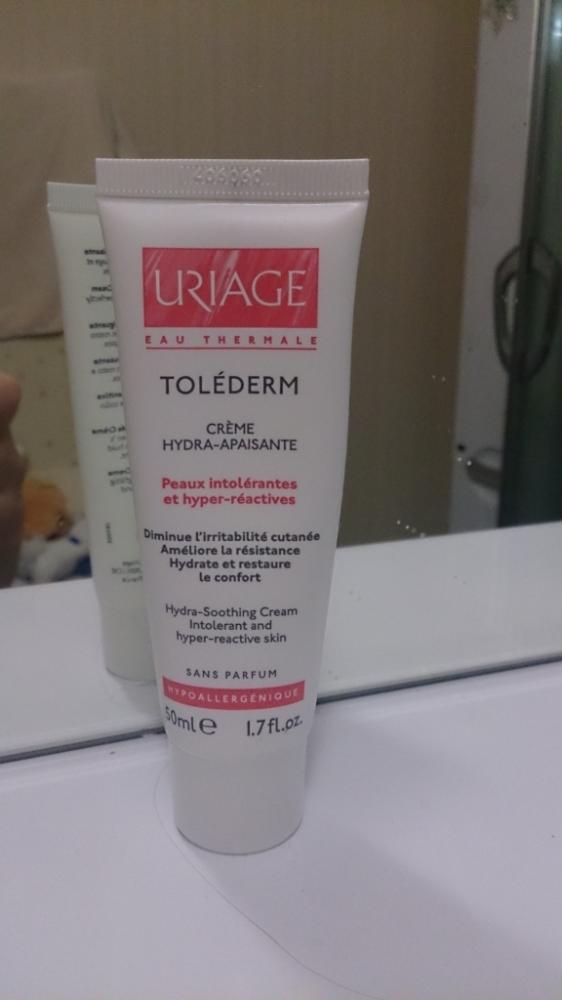 URIAGE
EAU THERMALE
TOLÉDERM
CRÈME
HYDRA-APAISANTE
Peaux intolérantes
et hyper-réactives
Diminue l'irritabilité cutanée
Améliore la résistance
Hydrate et restaure
le confort
Hydra-Soothing Cream
Intolerant and
hyper-reactive skin
SANS PARFUM
HYPOALLERGÉNIQUE
50ml e 1.7fl.oz.